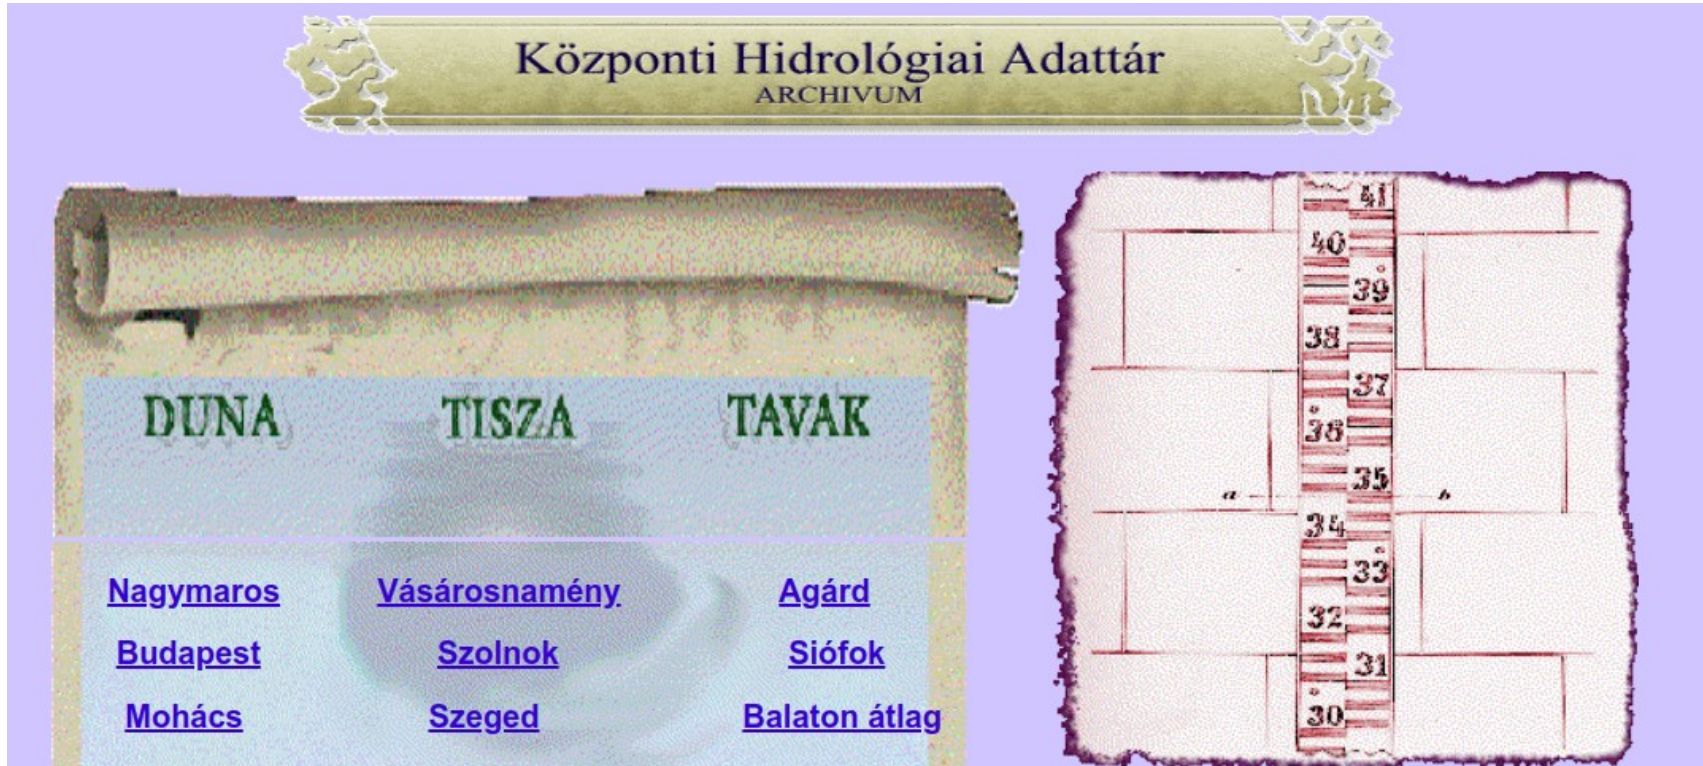 Központi Hidrológiai Adattár
ARCHIVUM
DUNA TISZA TAVAK
Nagymaros Vásárosnamény Agárd
Budapest Szolnok Siófok
Mohács Szeged Balaton átlag
41
40
39
38
37
36
35
a b
34
33
32
31
30